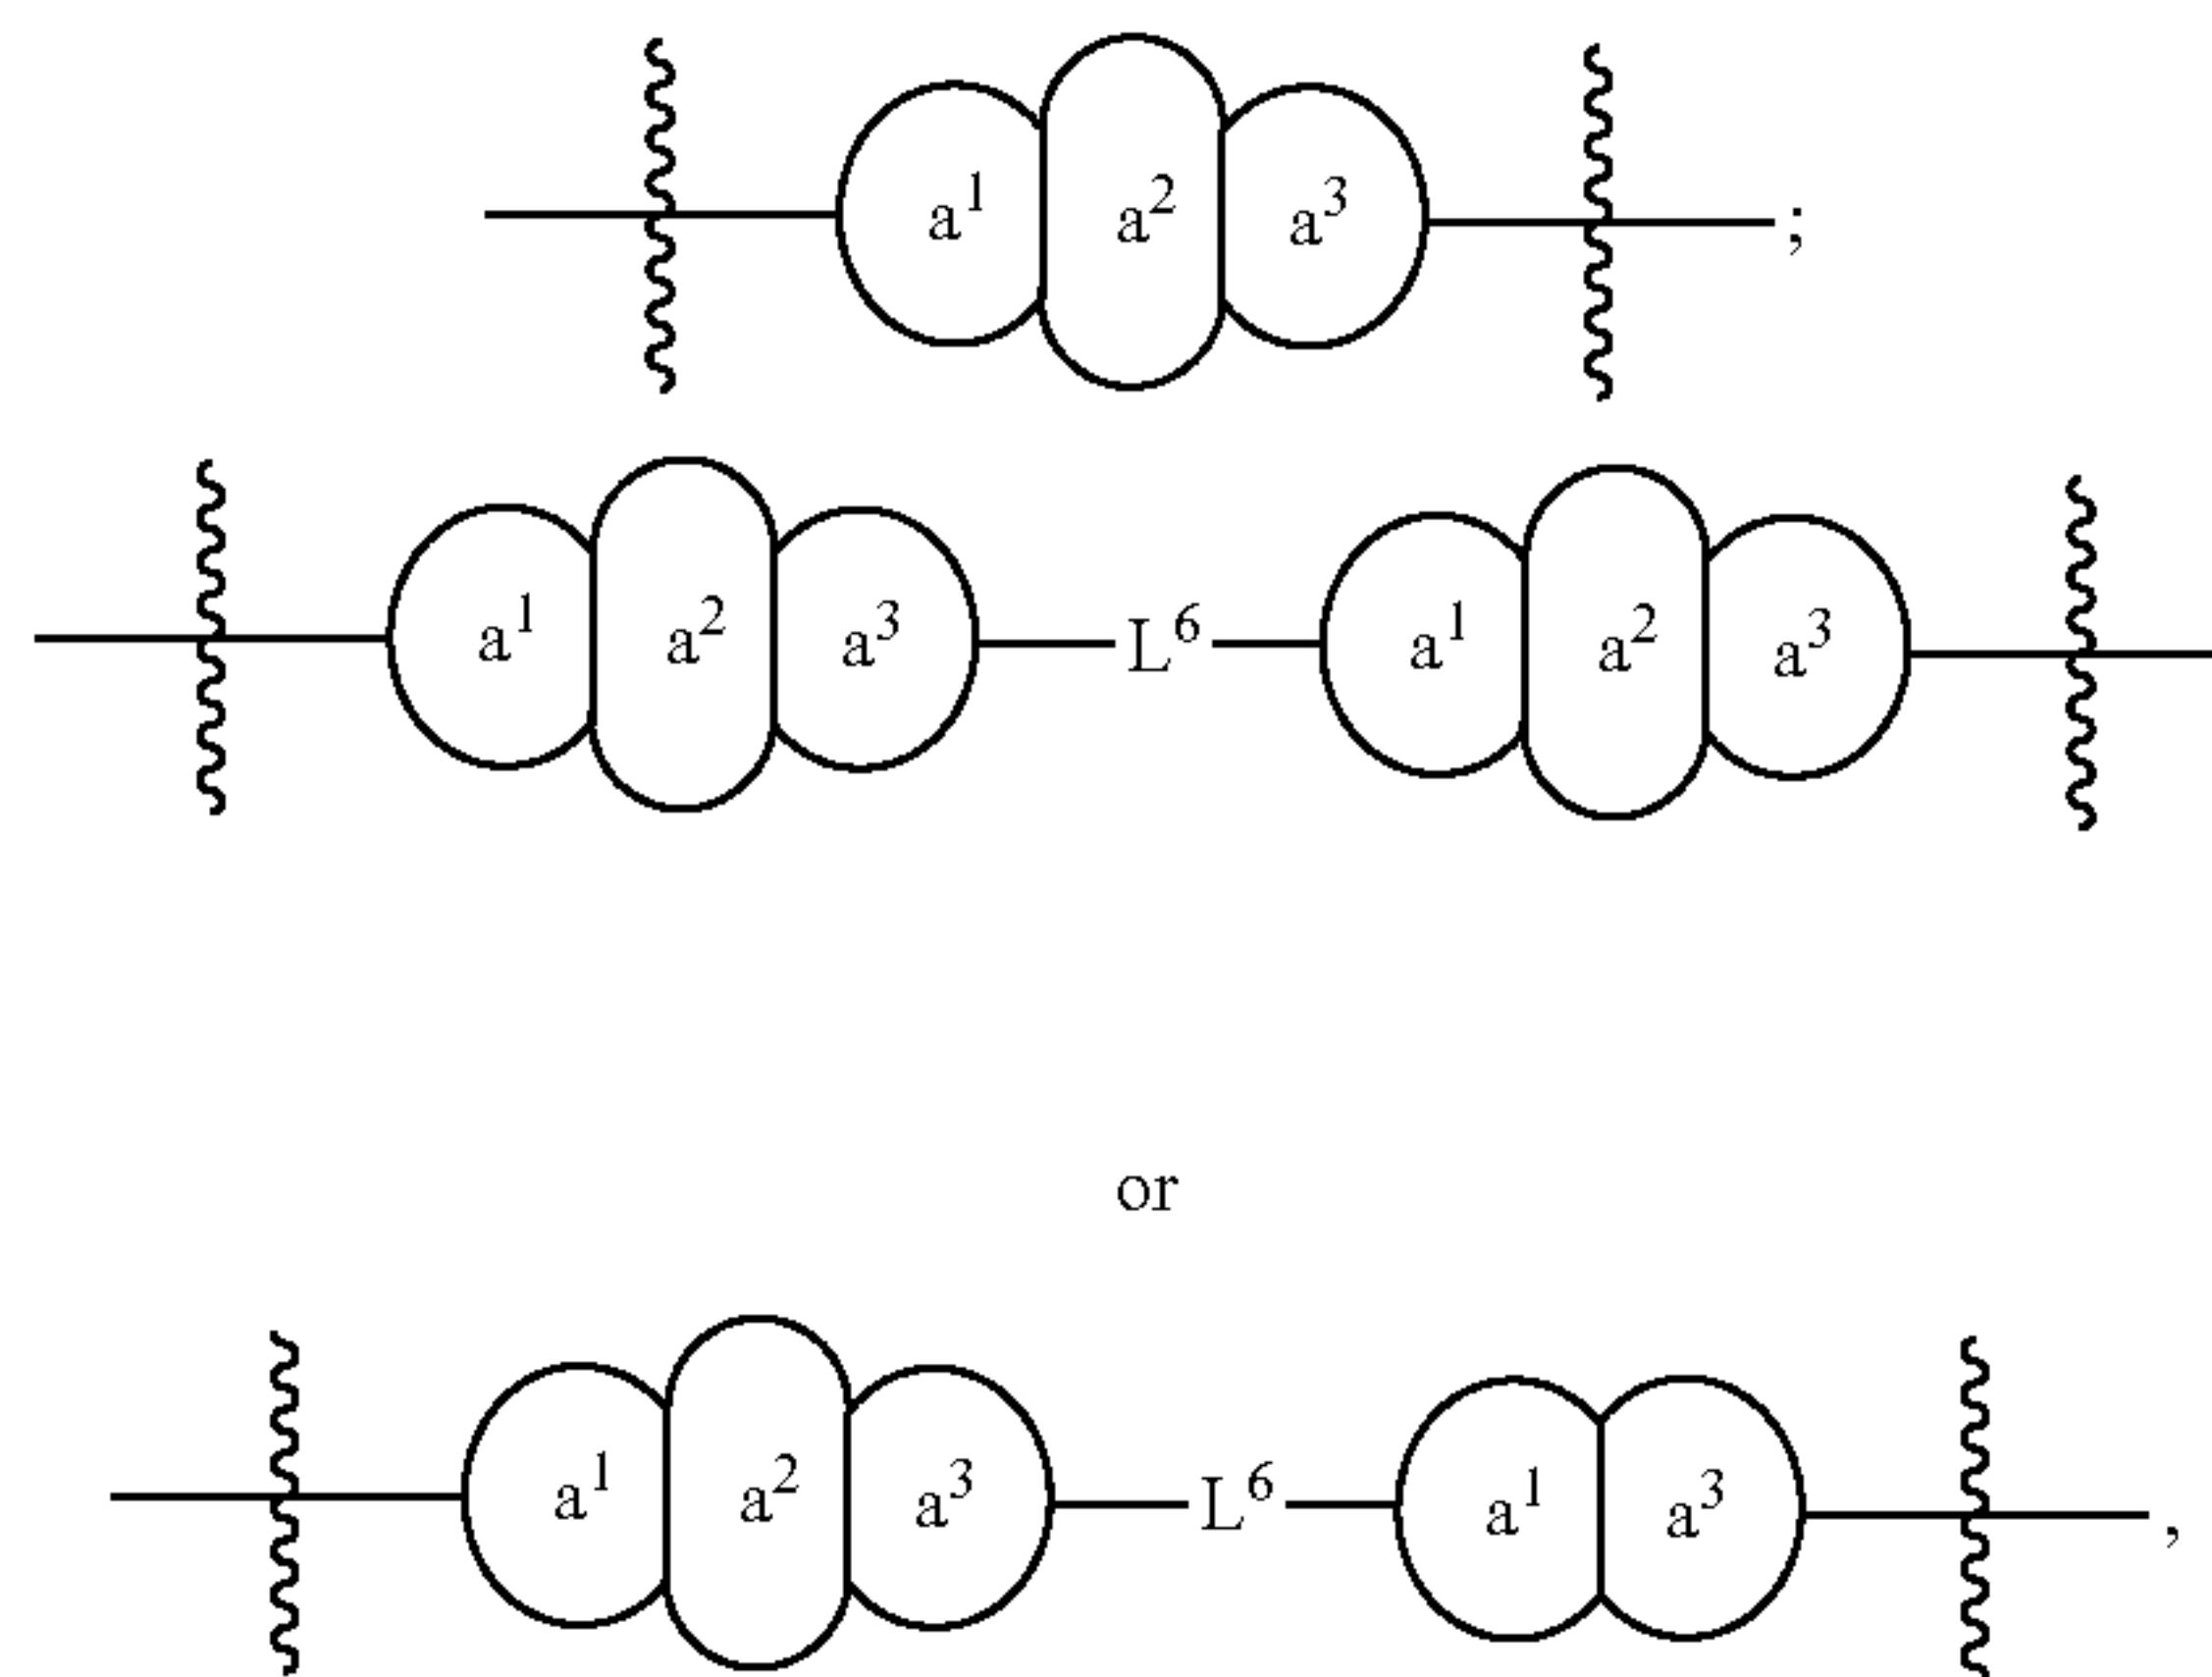 a¹ a² a³ ;
a¹ a² a³ L⁶ a¹ a² a³
or
a¹ a² a³ L⁶ a¹ a³ ,